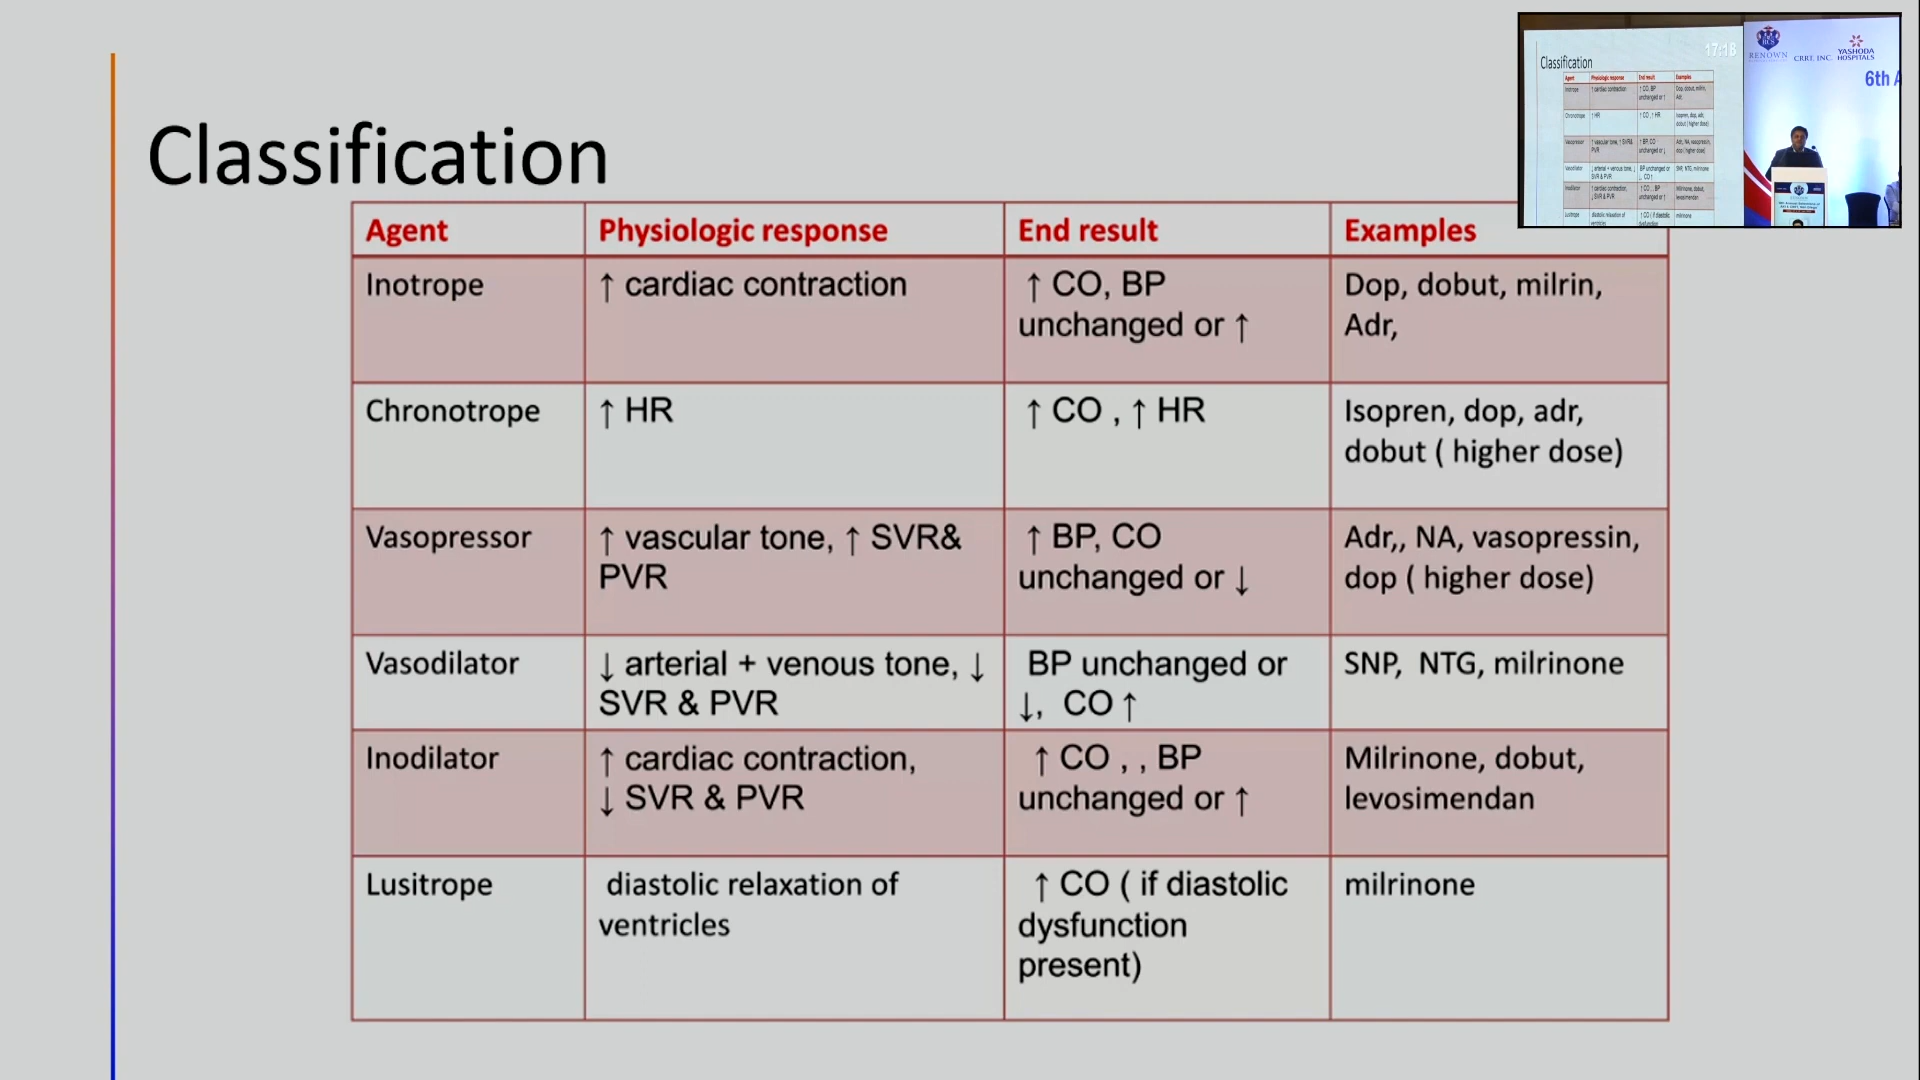 Classification
Agent Physiologic response End result Examples
Inotrope ↑ cardiac contraction ↑ CO, BP unchanged or ↑ Dop, dobut, milrin, Adr,
Chronotrope ↑ HR ↑ CO , ↑ HR Isopren, dop, adr, dobut ( higher dose)
Vasopressor ↑ vascular tone, ↑ SVR& PVR ↑ BP, CO unchanged or ↓ Adr,, NA, vasopressin, dop ( higher dose)
Vasodilator ↓ arterial + venous tone, ↓ SVR & PVR BP unchanged or ↓, CO ↑ SNP, NTG, milrinone
Inodilator ↑ cardiac contraction, ↓ SVR & PVR ↑ CO , , BP unchanged or ↑ Milrinone, dobut, levosimendan
Lusitrope diastolic relaxation of ventricles ↑ CO ( if diastolic dysfunction present) milrinone
17:18
Classification
RENOWN
CRRT. INC.
YASHODA
HOSPITALS
6th A